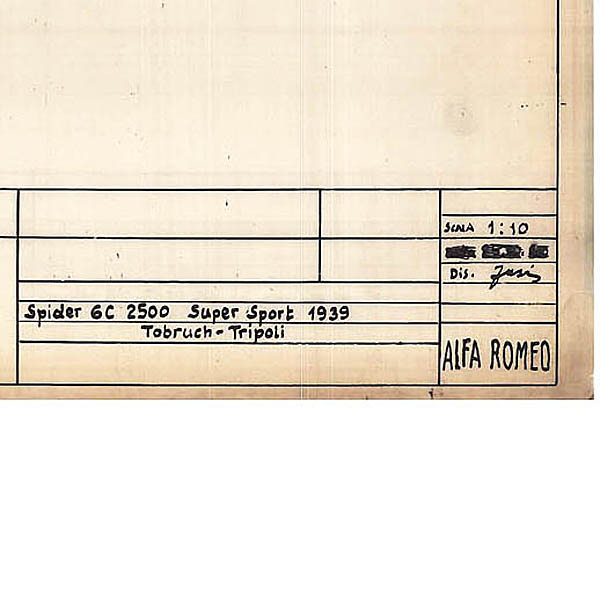 SCALA 1:10
Dis.
Spider 6C 2500 Super Sport 1939
Tobruch-Tripoli
ALFA ROMEO